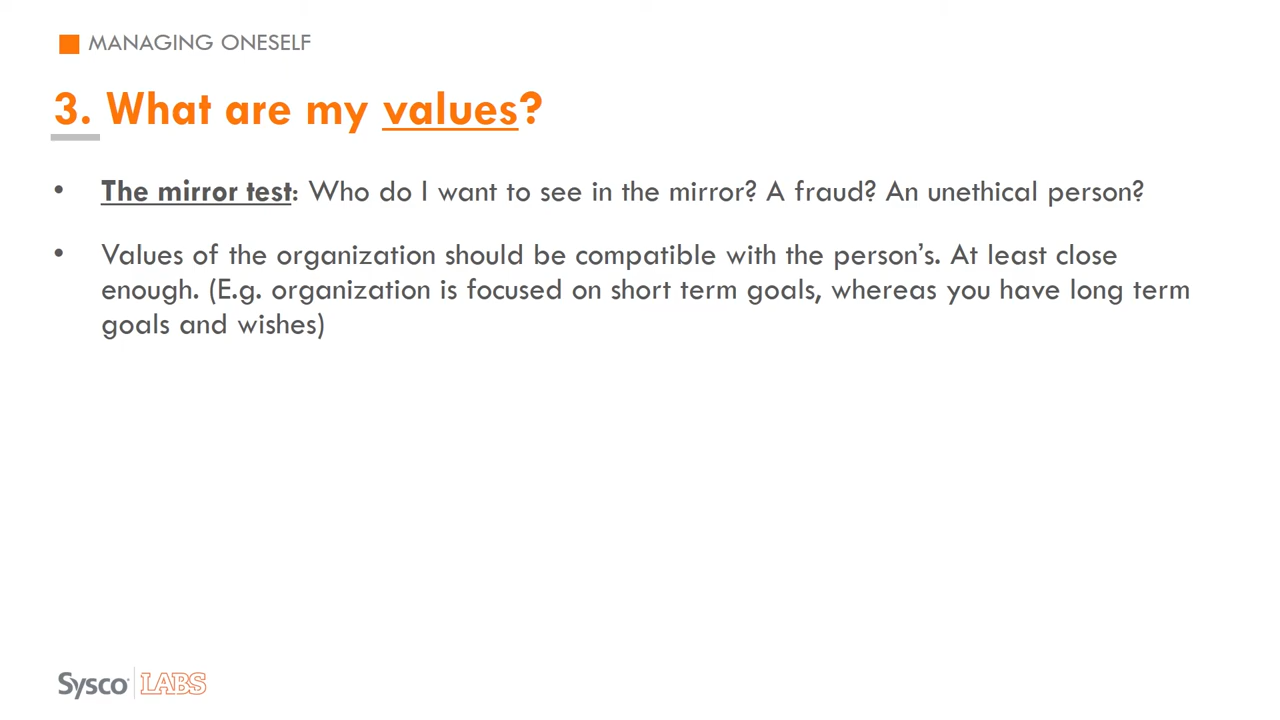 MANAGING ONESELF
3. What are my values?
• The mirror test: Who do I want to see in the mirror? A fraud? An unethical person?
• Values of the organization should be compatible with the person’s. At least close
enough. (E.g. organization is focused on short term goals, whereas you have long term
goals and wishes)
Sysco LABS